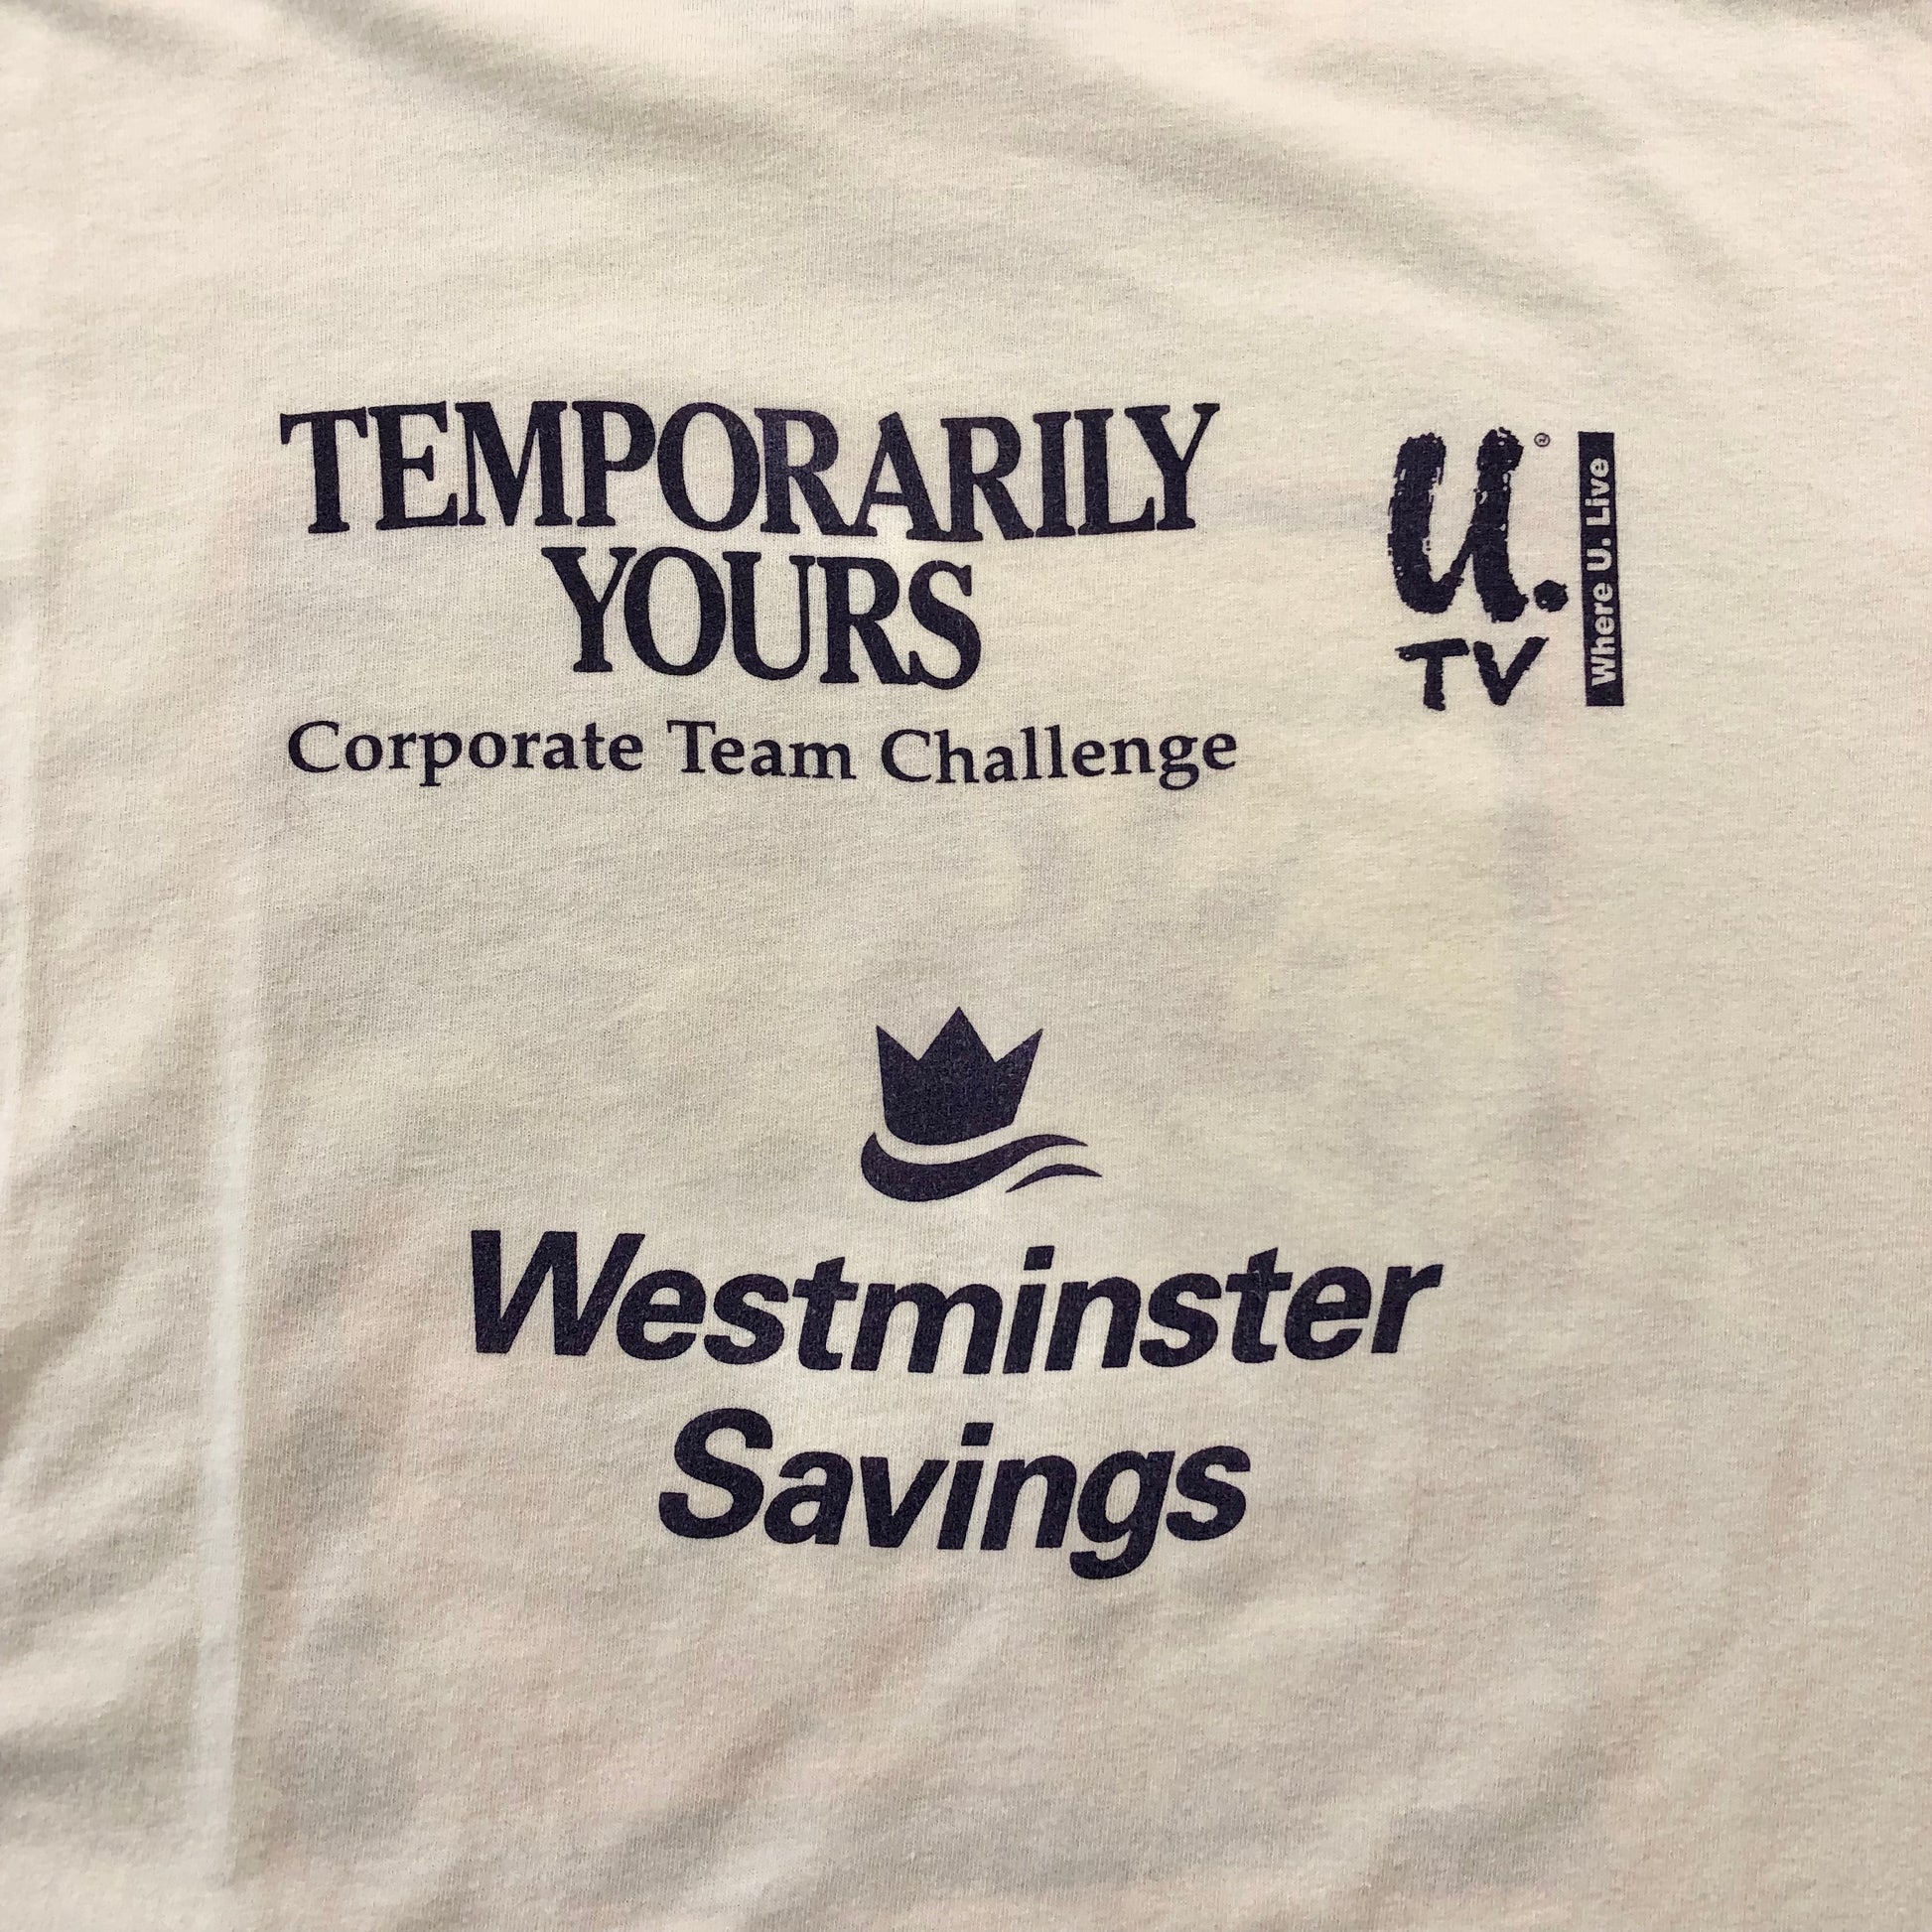 TEMPORARILY
YOURS
Corporate Team Challenge
U.®
TV
Where U. Live
Westminster
Savings